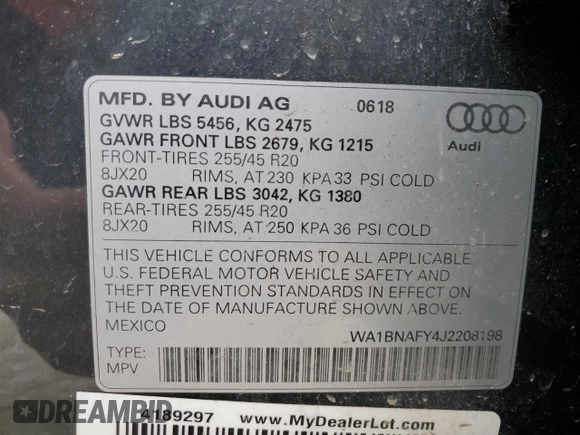 MFD. BY AUDI AG 0618
GVWR LBS 5456, KG 2475
GAWR FRONT LBS 2679, KG 1215
FRONT-TIRES 255/45 R20
8JX20 RIMS, AT 230 KPA 33 PSI COLD
GAWR REAR LBS 3042, KG 1380
REAR-TIRES 255/45 R20
8JX20 RIMS, AT 250 KPA 36 PSI COLD
Audi
THIS VEHICLE CONFORMS TO ALL APPLICABLE
U.S. FEDERAL MOTOR VEHICLE SAFETY AND
THEFT PREVENTION STANDARDS IN EFFECT ON
THE DATE OF MANUFACTURE SHOWN ABOVE.
MEXICO
WA1BNAFY4J2208198
TYPE:
MPV
4189297 www.MyDealerLot.com
DREAMBID